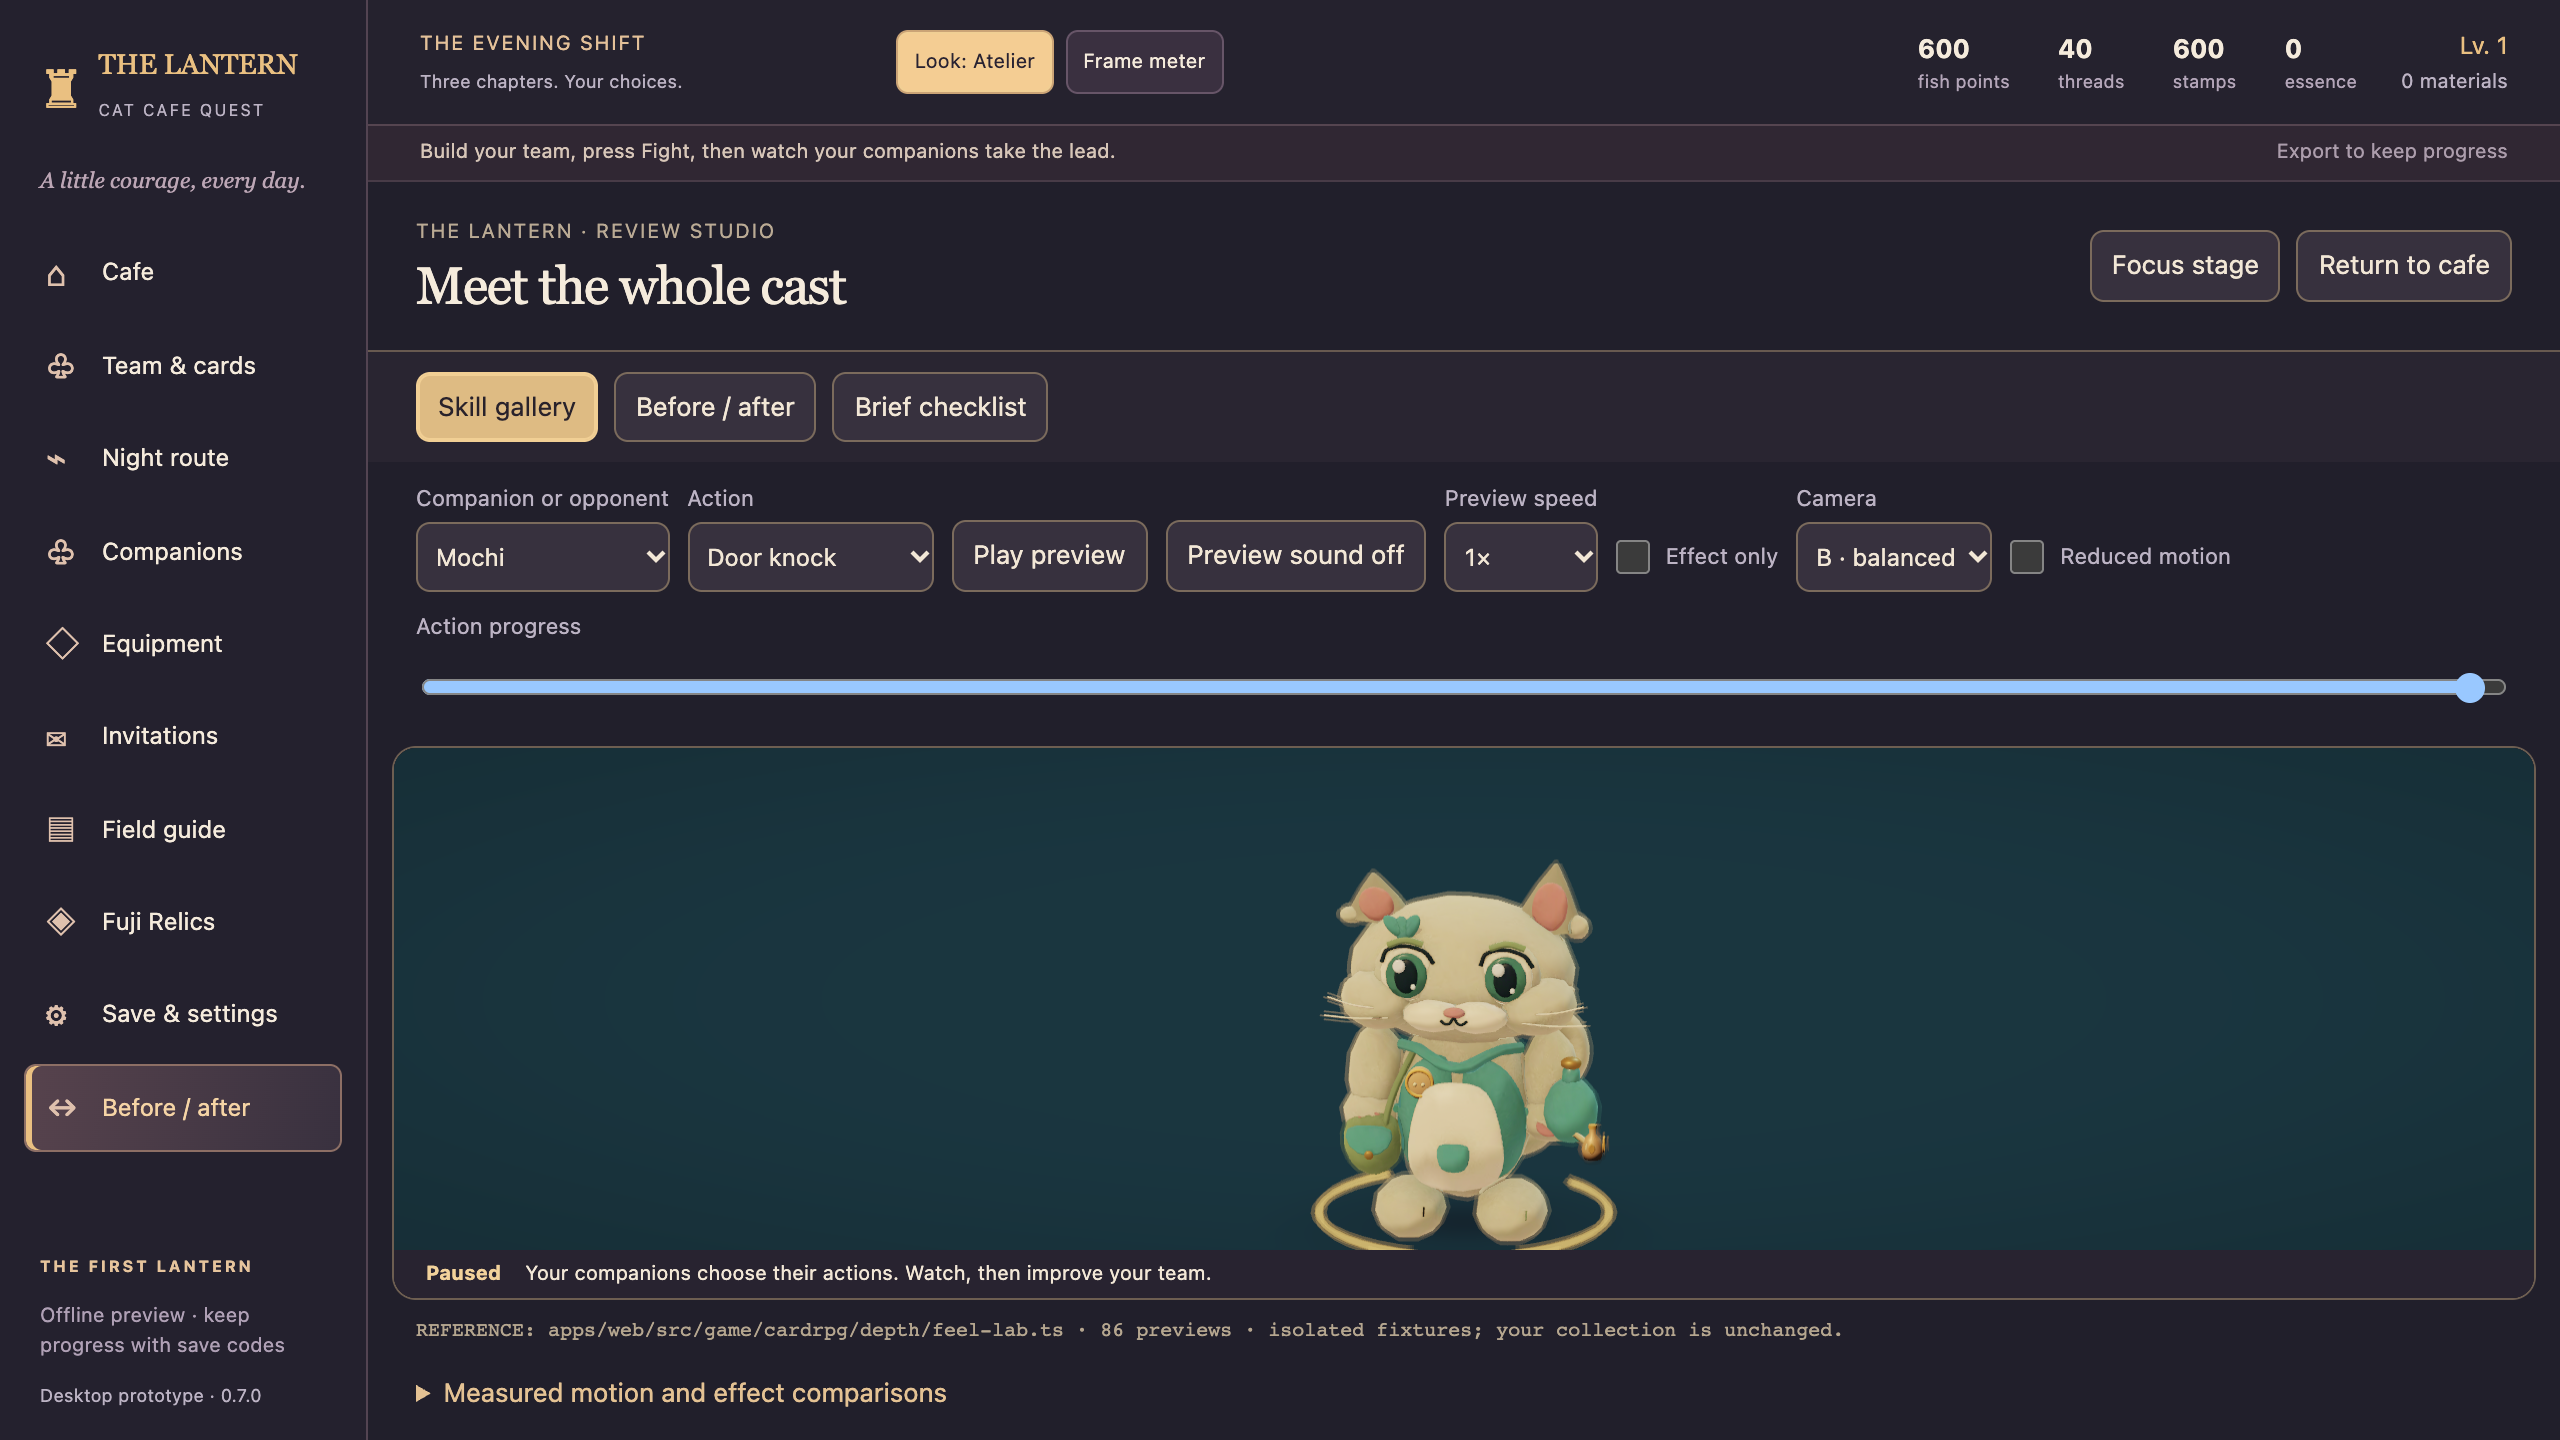 THE LANTERN
CAT CAFE QUEST
A little courage, every day.
Cafe
Team & cards
Night route
Companions
Equipment
Invitations
Field guide
Fuji Relics
Save & settings
Before / after
THE FIRST LANTERN
Offline preview · keep
progress with save codes
Desktop prototype · 0.7.0
THE EVENING SHIFT
Three chapters. Your choices.
Look: Atelier
Frame meter
600
fish points
40
threads
600
stamps
0
essence
Lv. 1
0 materials
Build your team, press Fight, then watch your companions take the lead.
Export to keep progress
THE LANTERN · REVIEW STUDIO
Meet the whole cast
Focus stage
Return to cafe
Skill gallery
Before / after
Brief checklist
Companion or opponent
Mochi
Action
Door knock
Play preview
Preview sound off
Preview speed
1×
Effect only
Camera
B · balanced
Reduced motion
Action progress
Paused Your companions choose their actions. Watch, then improve your team.
REFERENCE: apps/web/src/game/cardrpg/depth/feel-lab.ts · 86 previews · isolated fixtures; your collection is unchanged.
Measured motion and effect comparisons